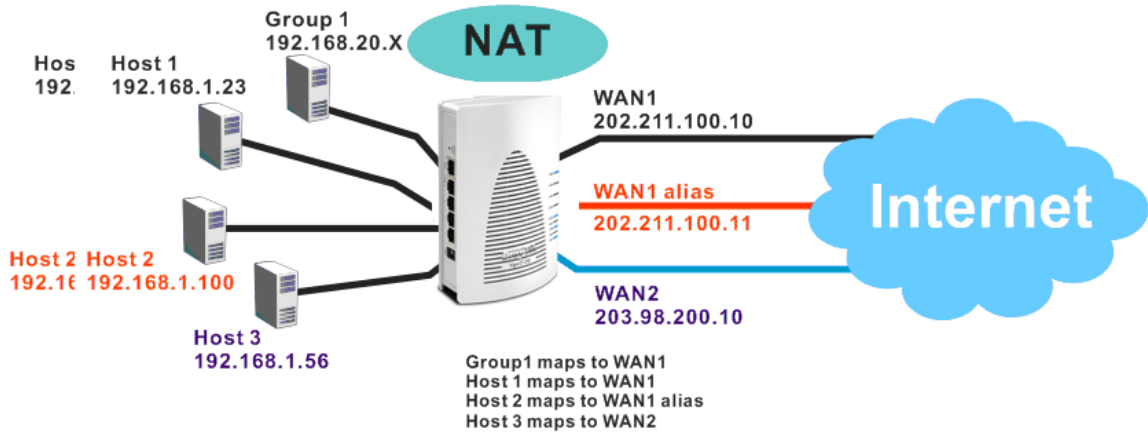 Group 1
192.168.20.X
NAT
Host 1
192.168.1.23
WAN1
202.211.100.10
WAN1 alias
202.211.100.11
Internet
Host 2 Host 2
192.168.1.100
WAN2
203.98.200.10
Host 3
192.168.1.56
Group1 maps to WAN1
Host 1 maps to WAN1
Host 2 maps to WAN1 alias
Host 3 maps to WAN2